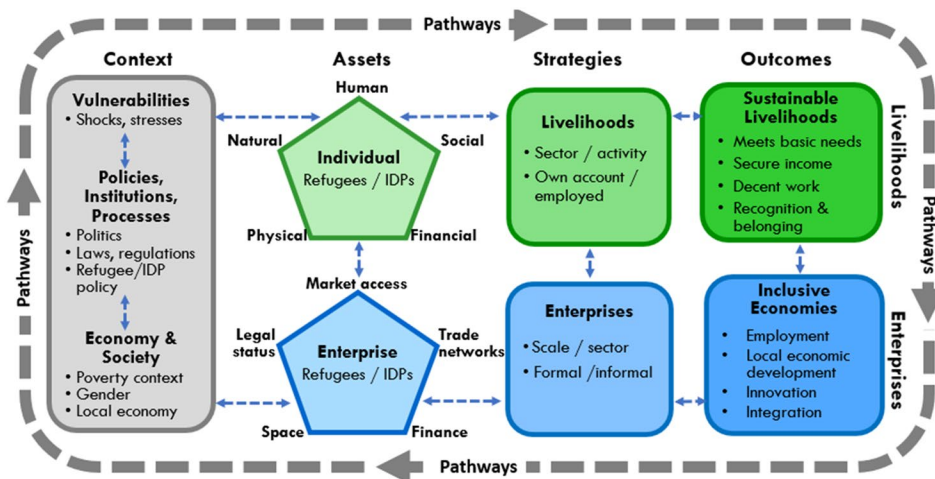 Pathways
Context
Assets
Strategies
Outcomes
Vulnerabilities
• Shocks, stresses
Policies,
Institutions,
Processes
• Politics
• Laws, regulations
• Refugee/IDP
policy
Economy &
Society
• Poverty context
• Gender
• Local economy
Human
Natural
Social
Individual
Refugees / IDPs
Physical
Financial
Market access
Legal
status
Trade
networks
Enterprise
Refugees / IDPs
Space
Finance
Livelihoods
• Sector / activity
• Own account /
employed
Enterprises
• Scale / sector
• Formal /informal
Sustainable
Livelihoods
• Meets basic needs
• Secure income
• Decent work
• Recognition &
belonging
Inclusive
Economies
• Employment
• Local economic
development
• Innovation
• Integration
Livelihoods
Enterprises
Pathways
Pathways
Pathways